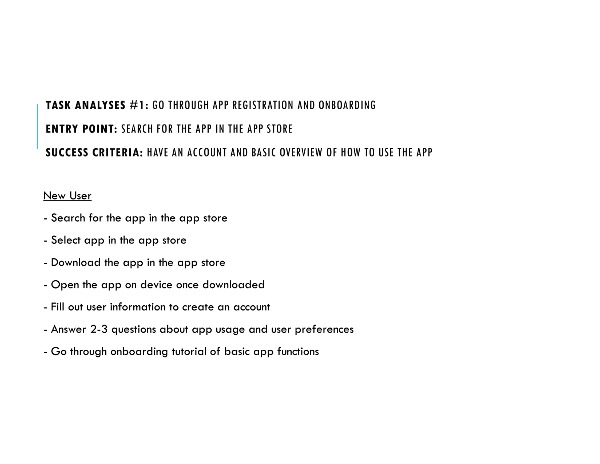 TASK ANALYSES #1: GO THROUGH APP REGISTRATION AND ONBOARDING
ENTRY POINT: SEARCH FOR THE APP IN THE APP STORE
SUCCESS CRITERIA: HAVE AN ACCOUNT AND BASIC OVERVIEW OF HOW TO USE THE APP
New User
- Search for the app in the app store
- Select app in the app store
- Download the app in the app store
- Open the app on device once downloaded
- Fill out user information to create an account
- Answer 2-3 questions about app usage and user preferences
- Go through onboarding tutorial of basic app functions